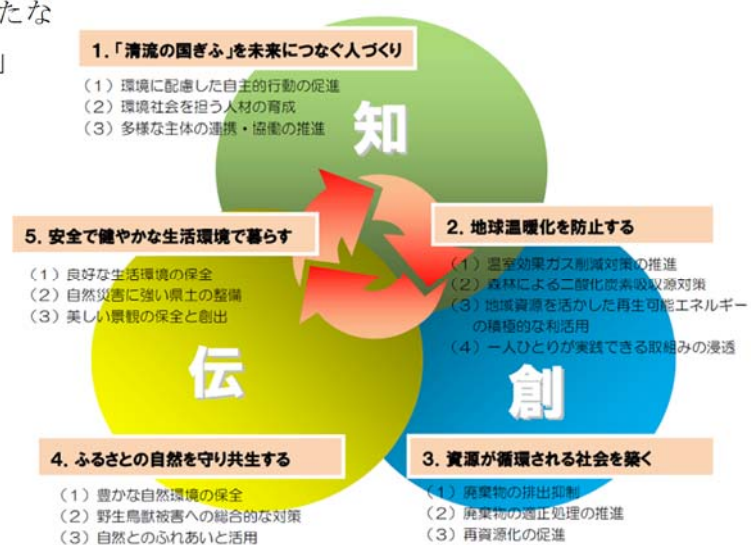 たな
」
1.「清流の国ぎふ」を未来につなぐ人づくり
（1）環境に配慮した自主的行動の促進
（2）環境社会を担う人材の育成
（3）多様な主体の連携・協働の推進
知
5. 安全で健やかな生活環境で暮らす
（1）良好な生活環境の保全
（2）自然災害に強い県土の整備
（3）美しい景観の保全と創出
2. 地球温暖化を防止する
（1）温室効果ガス削減対策の推進
（2）森林による二酸化炭素吸収源対策
（3）地域資源を活かした再生可能エネルギー
の積極的な利活用
（4）一人ひとりが実践できる取組みの浸透
伝
創
4. ふるさとの自然を守り共生する
（1）豊かな自然環境の保全
（2）野生鳥獣被害への総合的な対策
（3）自然とのふれあいと活用
3. 資源が循環される社会を築く
（1）廃棄物の排出抑制
（2）廃棄物の適正処理の推進
（3）再資源化の促進